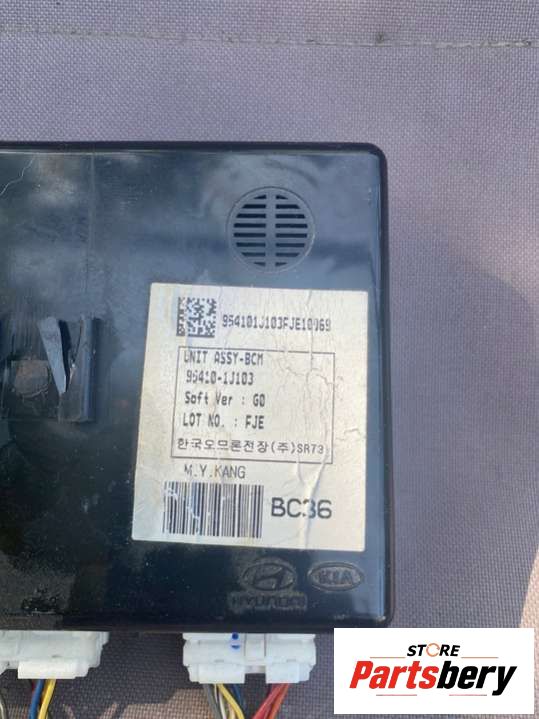 954101J103FJE10069
UNIT ASSY-BCM
95410-1J103
Soft Ver : G0
LOT NO. : FJE
한국오므론전장(주)SR73
M.Y.KANG
BC36
HYUNDAI
KIA
STORE
Partsbery